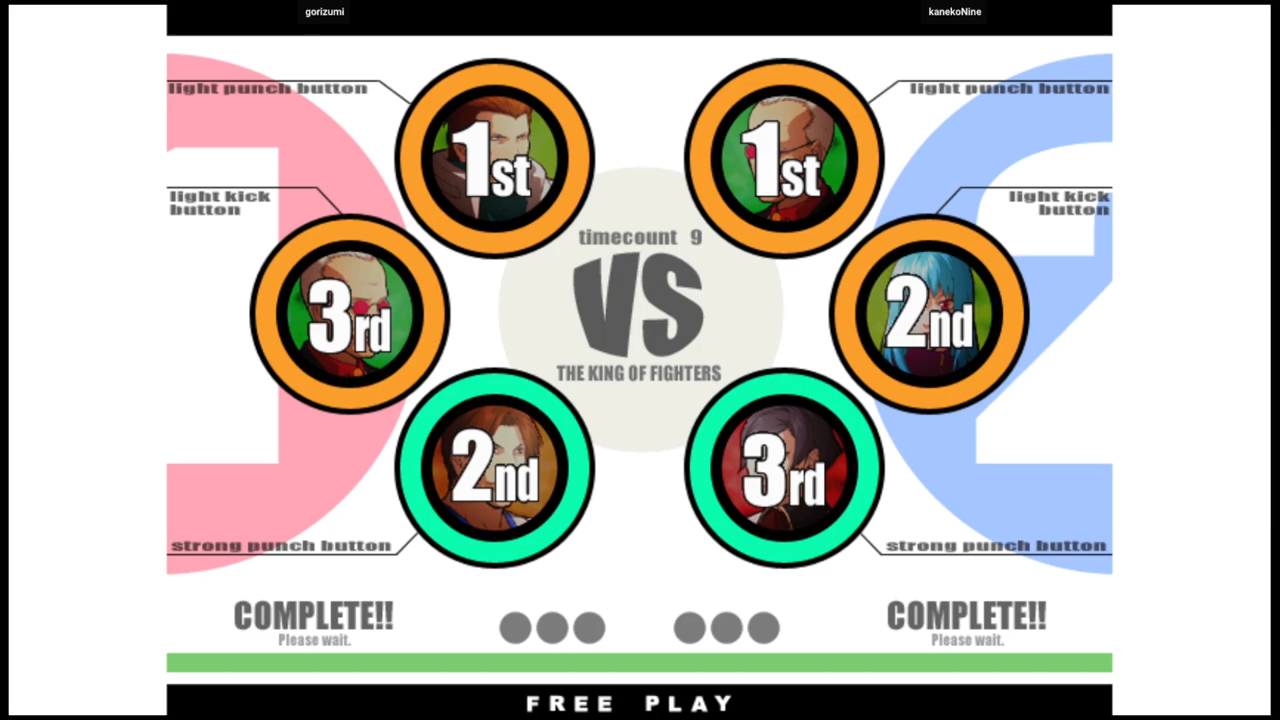 gorizumi
kanekoNine
light punch button
light punch button
1st
1st
light kick
button
light kick
button
timecount 9
VS
THE KING OF FIGHTERS
3rd
2nd
2nd
3rd
strong punch button
strong punch button
COMPLETE!!
Please wait.
COMPLETE!!
Please wait.
FREE PLAY